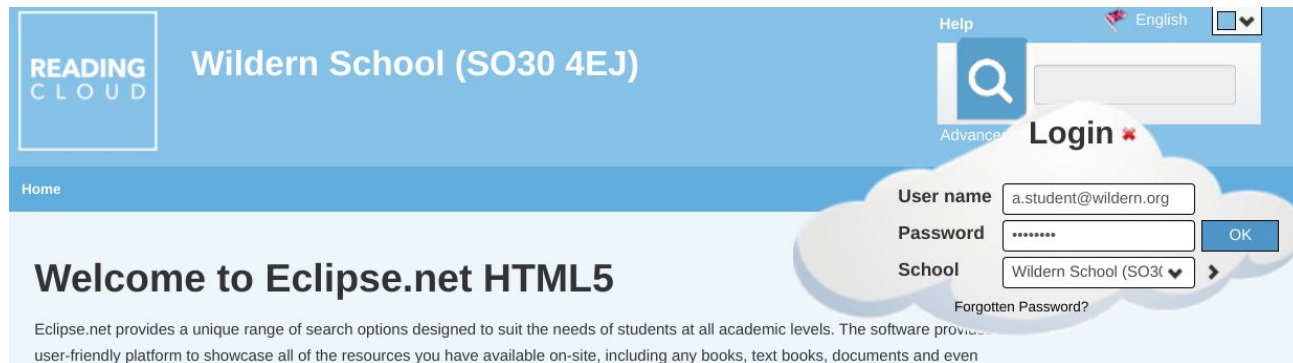 READING
CLOUD
Wildern School (SO30 4EJ)
Help
English
Advance
Login
Home
User name a.student@wildern.org
Password •••••••• OK
School Wildern School (SO3(
Forgotten Password?
Welcome to Eclipse.net HTML5
Eclipse.net provides a unique range of search options designed to suit the needs of students at all academic levels. The software
user-friendly platform to showcase all of the resources you have available on-site, including any books, text books, documents and even